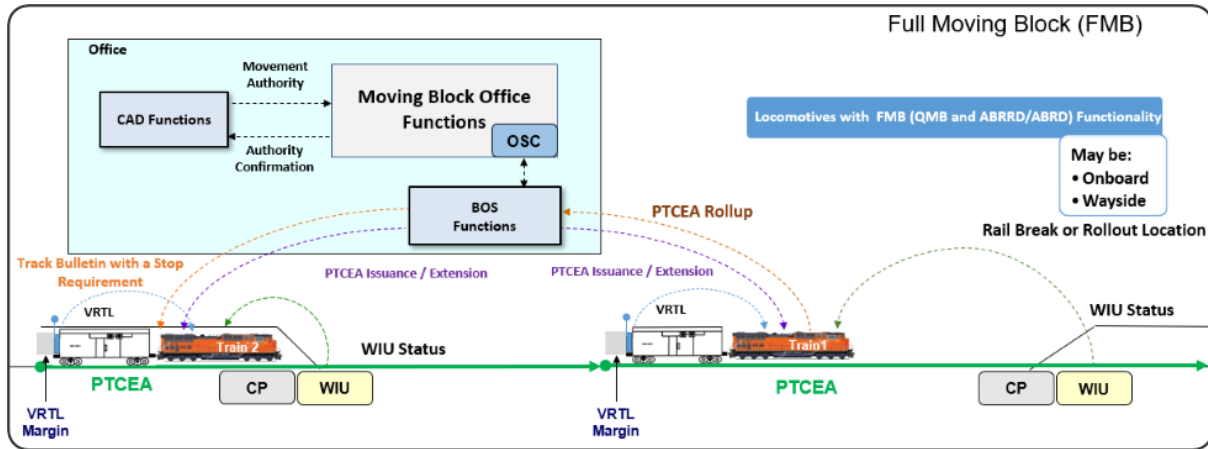 Full Moving Block (FMB)
Office
Movement
Authority
CAD Functions
Moving Block Office
Functions
OSC
Authority
Confirmation
BOS
Functions
Locomotives with FMB (QMB and ABRRD/ABRD) Functionality
May be:
• Onboard
• Wayside
PTCEA Rollup
Rail Break or Rollout Location
Track Bulletin with a Stop
Requirement
PTCEA Issuance / Extension
PTCEA Issuance / Extension
VRTL
VRTL
WIU Status
WIU Status
Train 2
Train1
PTCEA
CP
WIU
PTCEA
CP
WIU
VRTL
Margin
VRTL
Margin